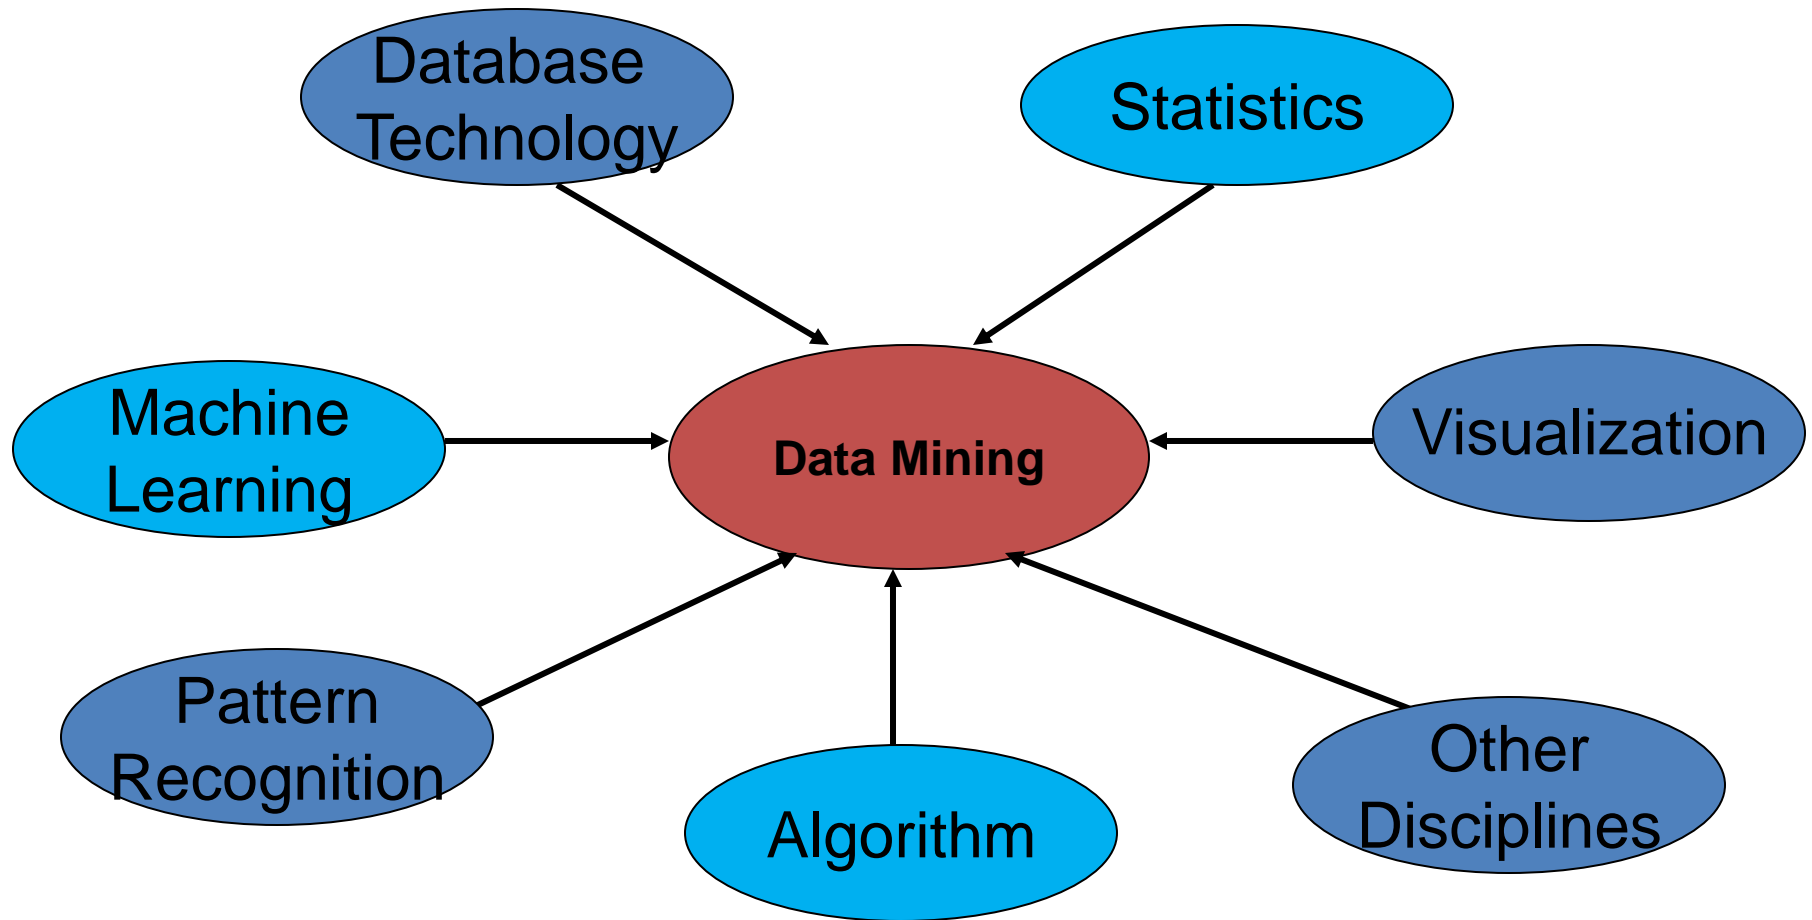 Database
Technology
Statistics
Machine
Learning
Data Mining
Visualization
Pattern
Recognition
Algorithm
Other
Disciplines